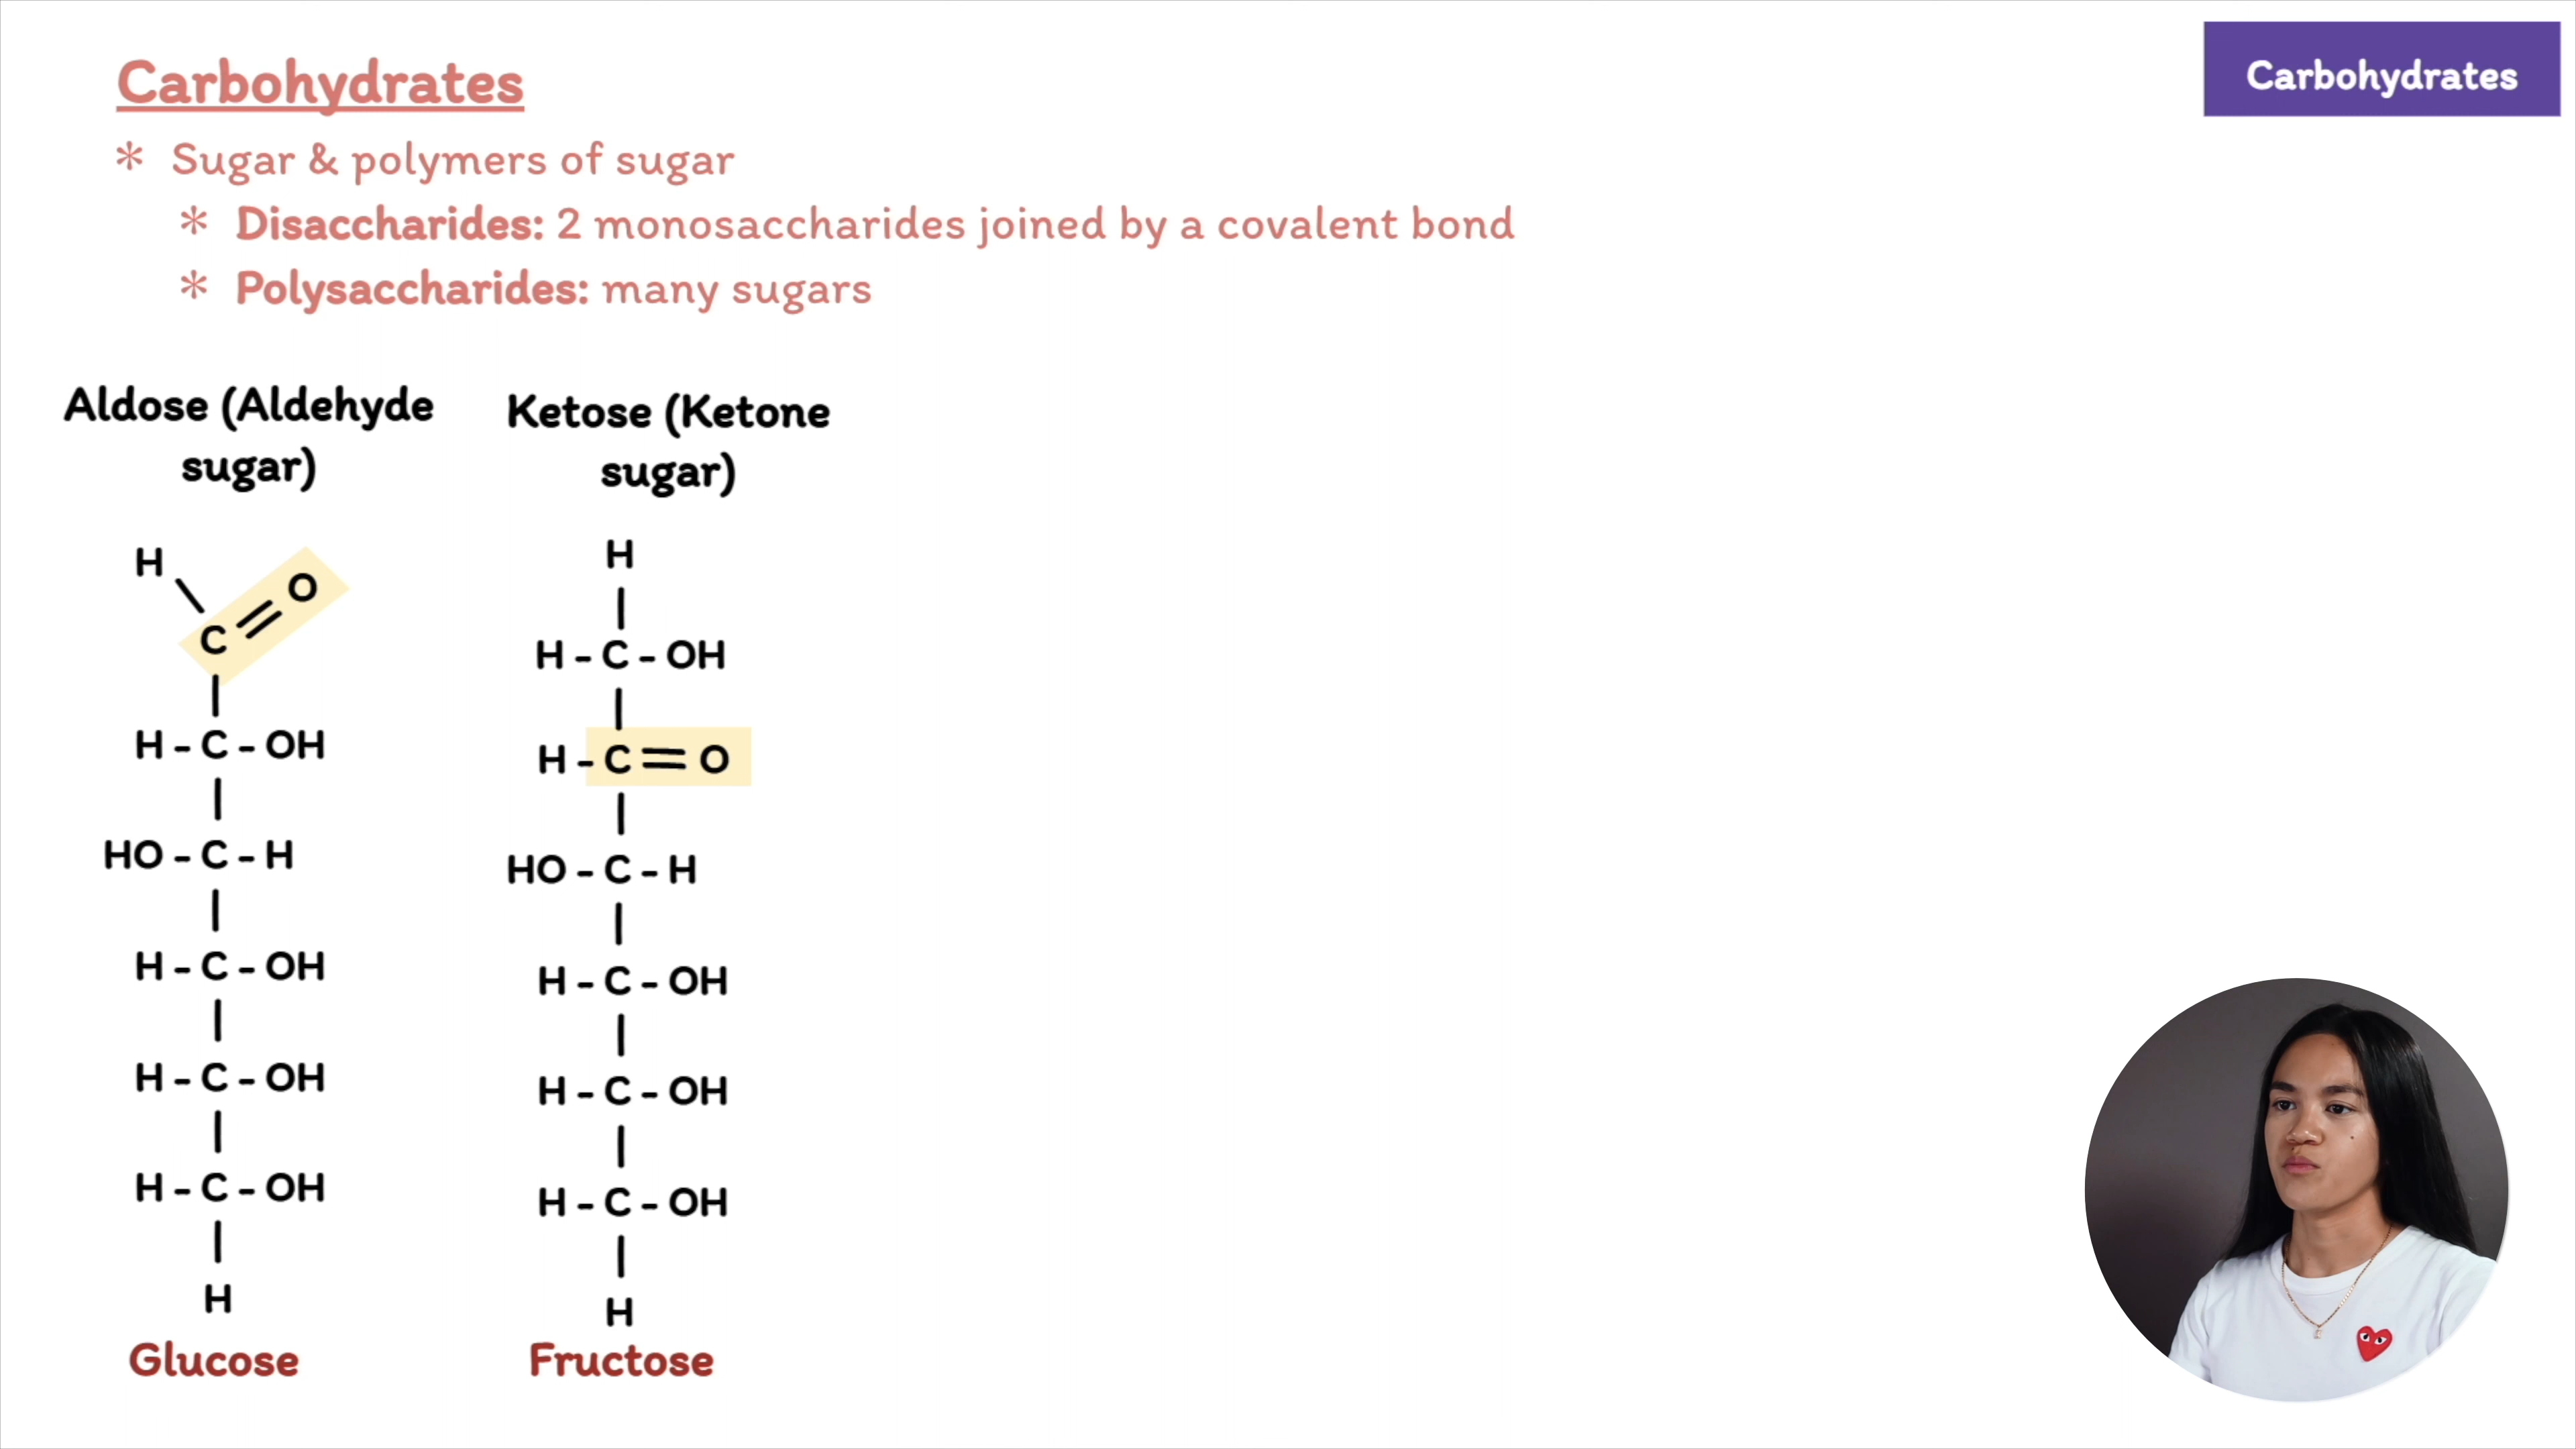 Carbohydrates
Carbohydrates
* Sugar & polymers of sugar
* Disaccharides: 2 monosaccharides joined by a covalent bond
* Polysaccharides: many sugars
Aldose (Aldehyde
sugar)
H
C = O
|
H - C - OH
|
HO - C - H
|
H - C - OH
|
H - C - OH
|
H - C - OH
|
H
Glucose
Ketose (Ketone
sugar)
H
|
H - C - OH
|
H - C = O
|
HO - C - H
|
H - C - OH
|
H - C - OH
|
H - C - OH
|
H
Fructose